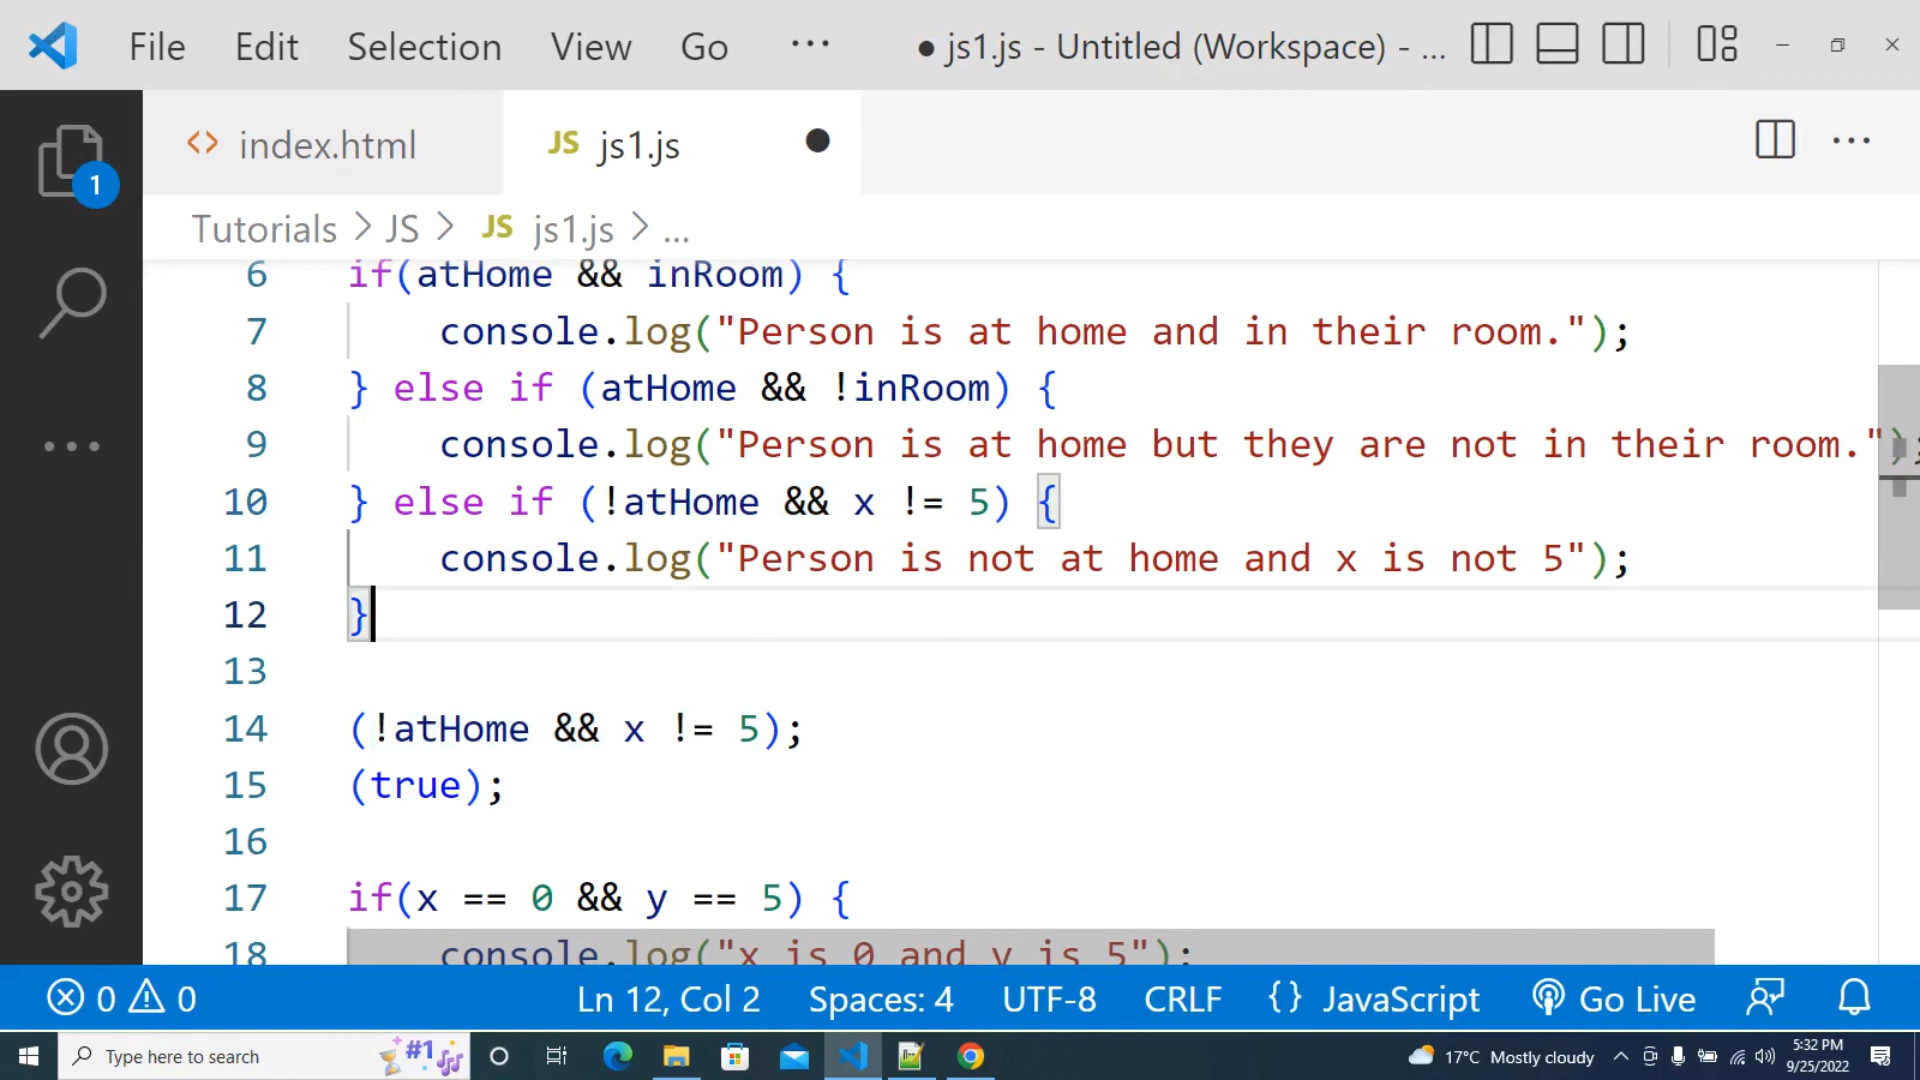 File Edit Selection View Go ··· ● js1.js - Untitled (Workspace) - ...
<> index.html JS js1.js ●
1
Tutorials > JS > JS js1.js > ...
6 if(atHome && inRoom) {
7 console.log("Person is at home and in their room.");
8 } else if (atHome && !inRoom) {
9 console.log("Person is at home but they are not in their room.");
10 } else if (!atHome && x != 5) {
11 console.log("Person is not at home and x is not 5");
12 }
13
14 (!atHome && x != 5);
15 (true);
16
17 if(x == 0 && y == 5) {
18 console.log("x is 0 and y is 5");
0 0 Ln 12, Col 2 Spaces: 4 UTF-8 CRLF {} JavaScript Go Live
Type here to search #1 17°C Mostly cloudy 5:32 PM
9/25/2022